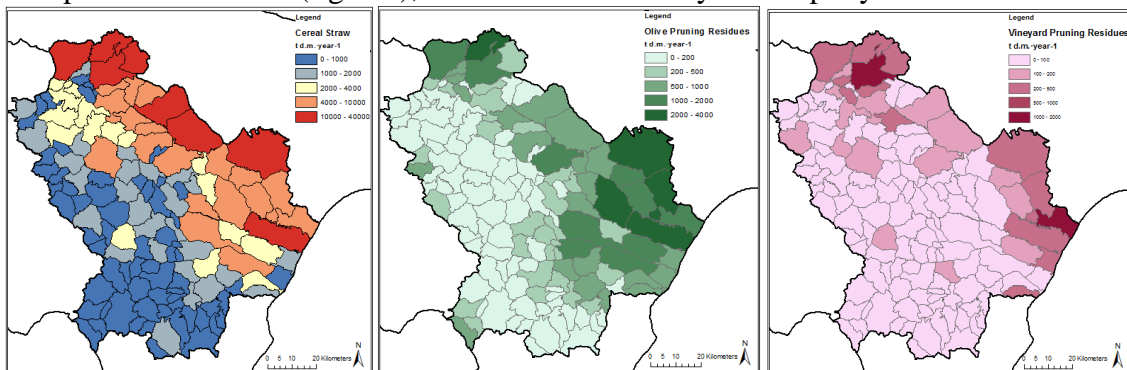 Legend
Cereal Straw
t d.m.·year-1
0 - 1000
1000 - 2000
2000 - 4000
4000 - 10000
10000 - 40000
0 5 10 20 Kilometers
N
Legend
Olive Pruning Residues
t d.m.·year-1
0 - 200
200 - 500
500 - 1000
1000 - 2000
2000 - 4000
0 5 10 20 Kilometers
N
Legend
Vineyard Pruning Residues
t d.m.·year-1
0 - 100
100 - 200
200 - 500
500 - 1000
1000 - 2000
0 5 10 20 Kilometers
N